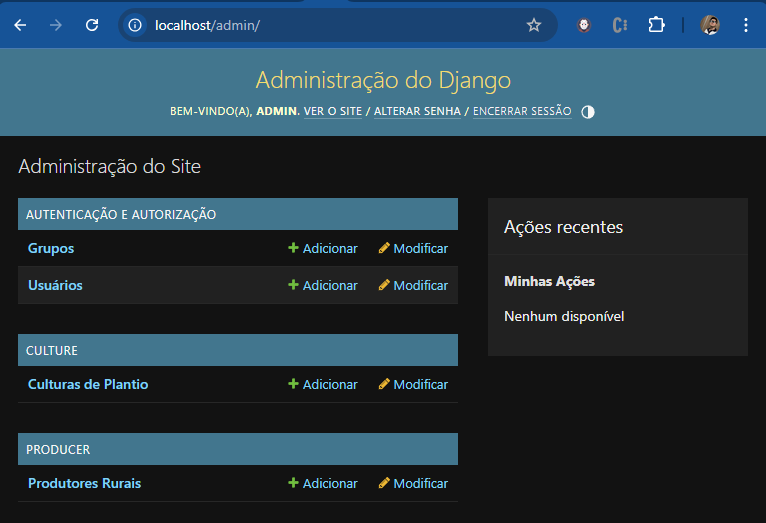 localhost/admin/
Administração do Django
BEM-VINDO(A), ADMIN. VER O SITE / ALTERAR SENHA / ENCERRAR SESSÃO
Administração do Site
AUTENTICAÇÃO E AUTORIZAÇÃO
Grupos Adicionar Modificar
Usuários Adicionar Modificar
CULTURE
Culturas de Plantio Adicionar Modificar
PRODUCER
Produtores Rurais Adicionar Modificar
Ações recentes
Minhas Ações
Nenhum disponível